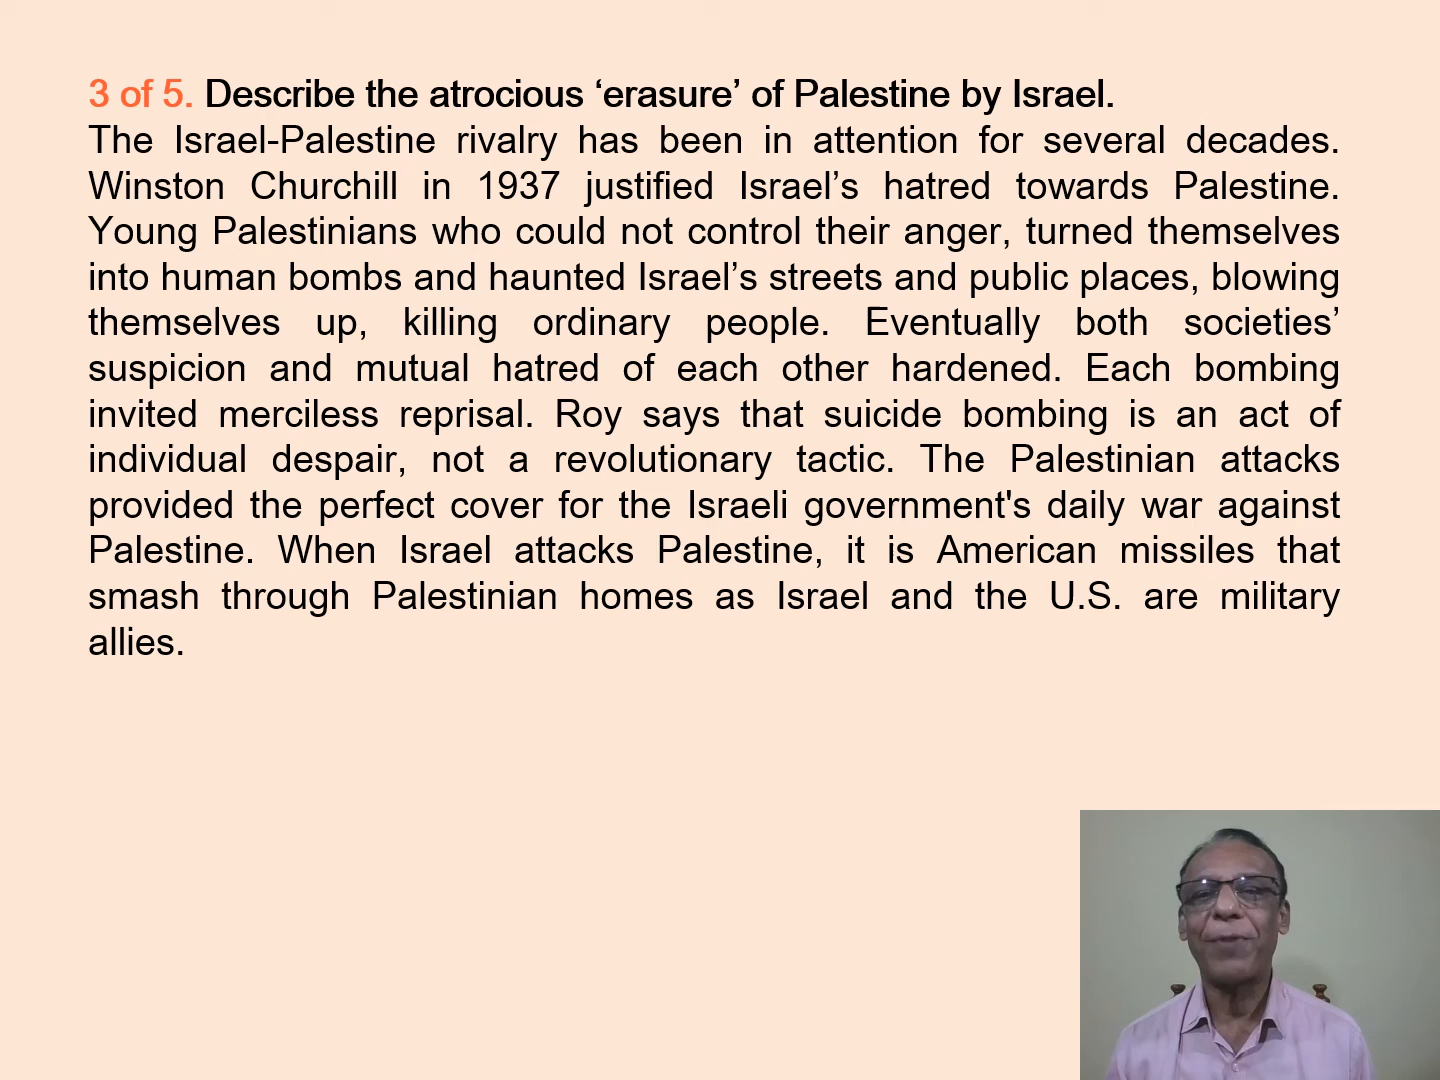 3 of 5. Describe the atrocious ‘erasure’ of Palestine by Israel.
The Israel-Palestine rivalry has been in attention for several decades.
Winston Churchill in 1937 justified Israel’s hatred towards Palestine.
Young Palestinians who could not control their anger, turned themselves
into human bombs and haunted Israel’s streets and public places, blowing
themselves up, killing ordinary people. Eventually both societies’
suspicion and mutual hatred of each other hardened. Each bombing
invited merciless reprisal. Roy says that suicide bombing is an act of
individual despair, not a revolutionary tactic. The Palestinian attacks
provided the perfect cover for the Israeli government's daily war against
Palestine. When Israel attacks Palestine, it is American missiles that
smash through Palestinian homes as Israel and the U.S. are military
allies.